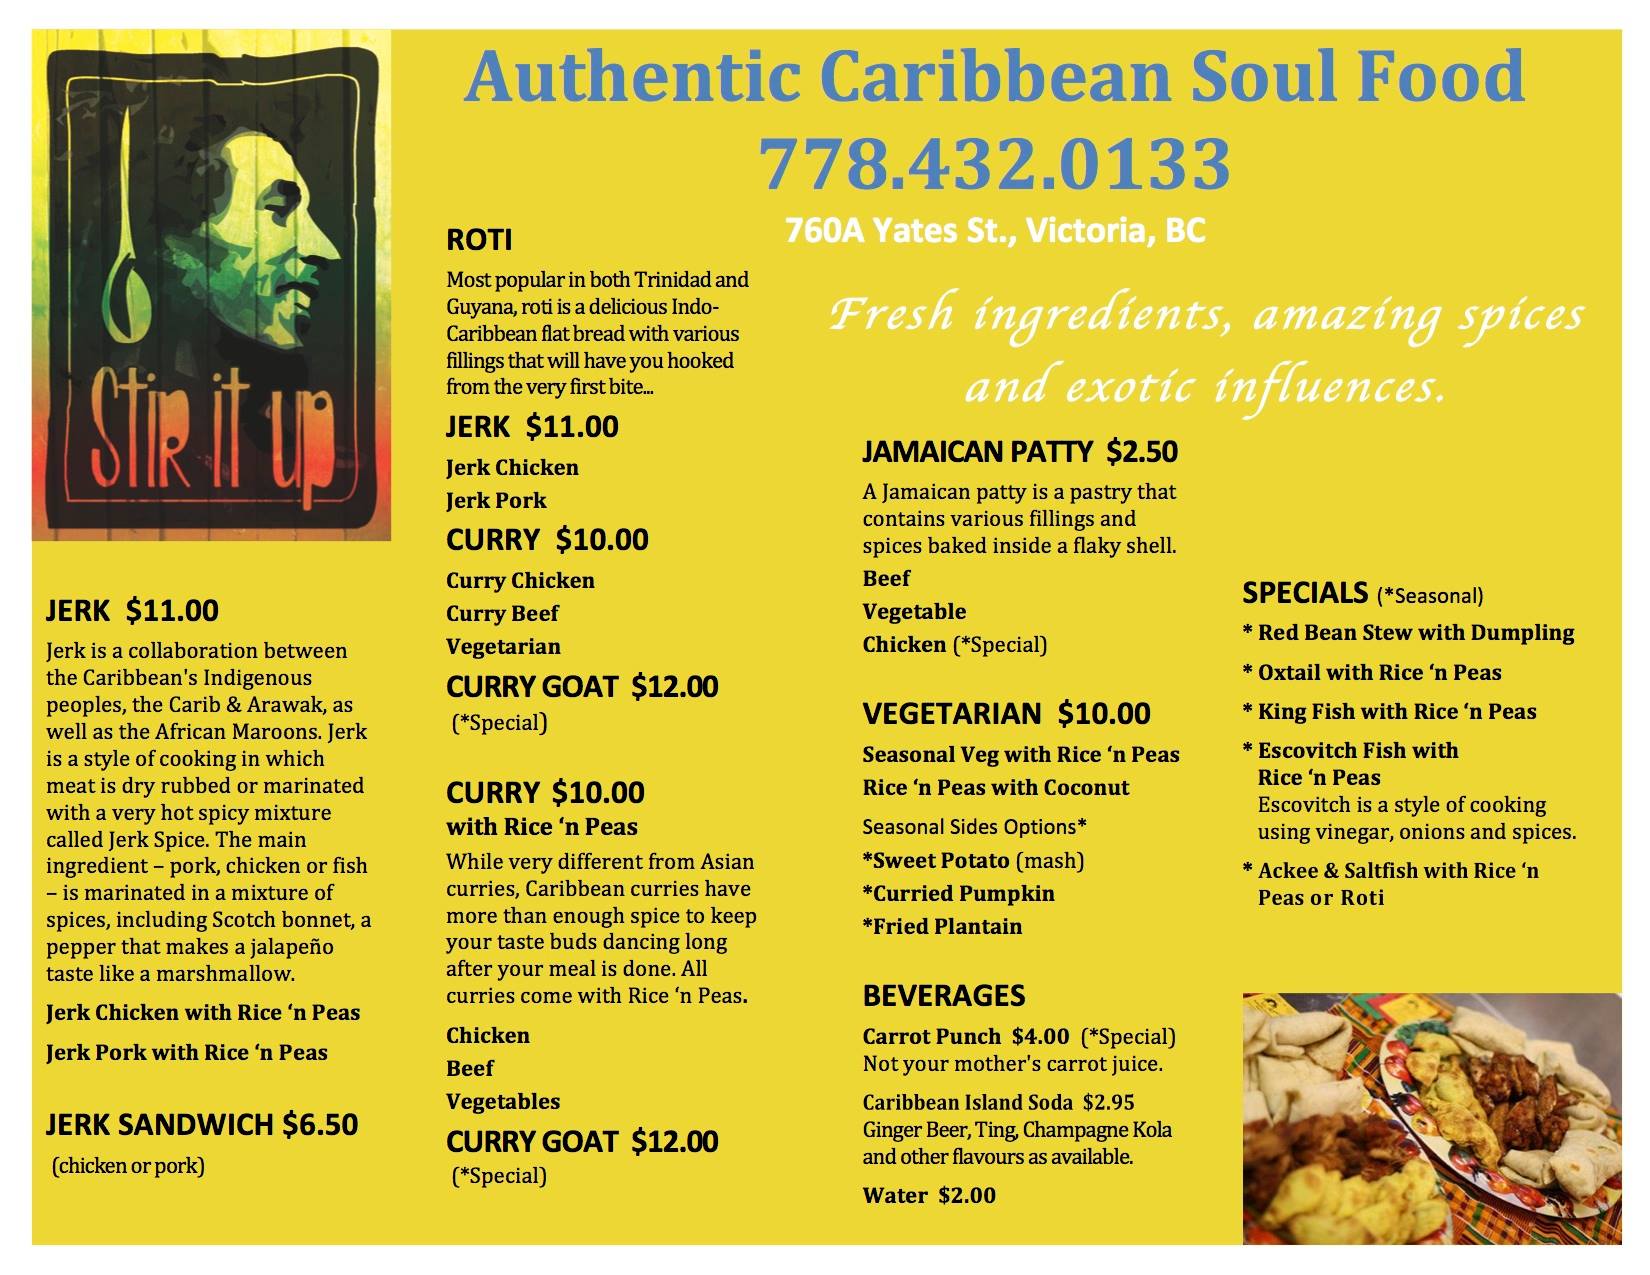 Stir it up
Authentic Caribbean Soul Food
778.432.0133
760A Yates St., Victoria, BC
Fresh ingredients, amazing spices
and exotic influences.
JERK  $11.00
Jerk is a collaboration between
the Caribbean's Indigenous
peoples, the Carib & Arawak, as
well as the African Maroons. Jerk
is a style of cooking in which
meat is dry rubbed or marinated
with a very hot spicy mixture
called Jerk Spice. The main
ingredient – pork, chicken or fish
– is marinated in a mixture of
spices, including Scotch bonnet, a
pepper that makes a jalapeño
taste like a marshmallow.
Jerk Chicken with Rice ‘n Peas
Jerk Pork with Rice ‘n Peas
JERK SANDWICH $6.50
(chicken or pork)
ROTI
Most popular in both Trinidad and
Guyana, roti is a delicious Indo-
Caribbean flat bread with various
fillings that will have you hooked
from the very first bite...
JERK  $11.00
Jerk Chicken
Jerk Pork
CURRY  $10.00
Curry Chicken
Curry Beef
Vegetarian
CURRY GOAT  $12.00
(*Special)
CURRY  $10.00
with Rice ‘n Peas
While very different from Asian
curries, Caribbean curries have
more than enough spice to keep
your taste buds dancing long
after your meal is done. All
curries come with Rice ‘n Peas.
Chicken
Beef
Vegetables
CURRY GOAT  $12.00
(*Special)
JAMAICAN PATTY  $2.50
A Jamaican patty is a pastry that
contains various fillings and
spices baked inside a flaky shell.
Beef
Vegetable
Chicken (*Special)
VEGETARIAN  $10.00
Seasonal Veg with Rice ‘n Peas
Rice ‘n Peas with Coconut
Seasonal Sides Options*
*Sweet Potato (mash)
*Curried Pumpkin
*Fried Plantain
BEVERAGES
Carrot Punch  $4.00  (*Special)
Not your mother's carrot juice.
Caribbean Island Soda  $2.95
Ginger Beer, Ting, Champagne Kola
and other flavours as available.
Water  $2.00
SPECIALS (*Seasonal)
* Red Bean Stew with Dumpling
* Oxtail with Rice ‘n Peas
* King Fish with Rice ‘n Peas
* Escovitch Fish with
Rice ‘n Peas
Escovitch is a style of cooking
using vinegar, onions and spices.
* Ackee & Saltfish with Rice ‘n
Peas or Roti